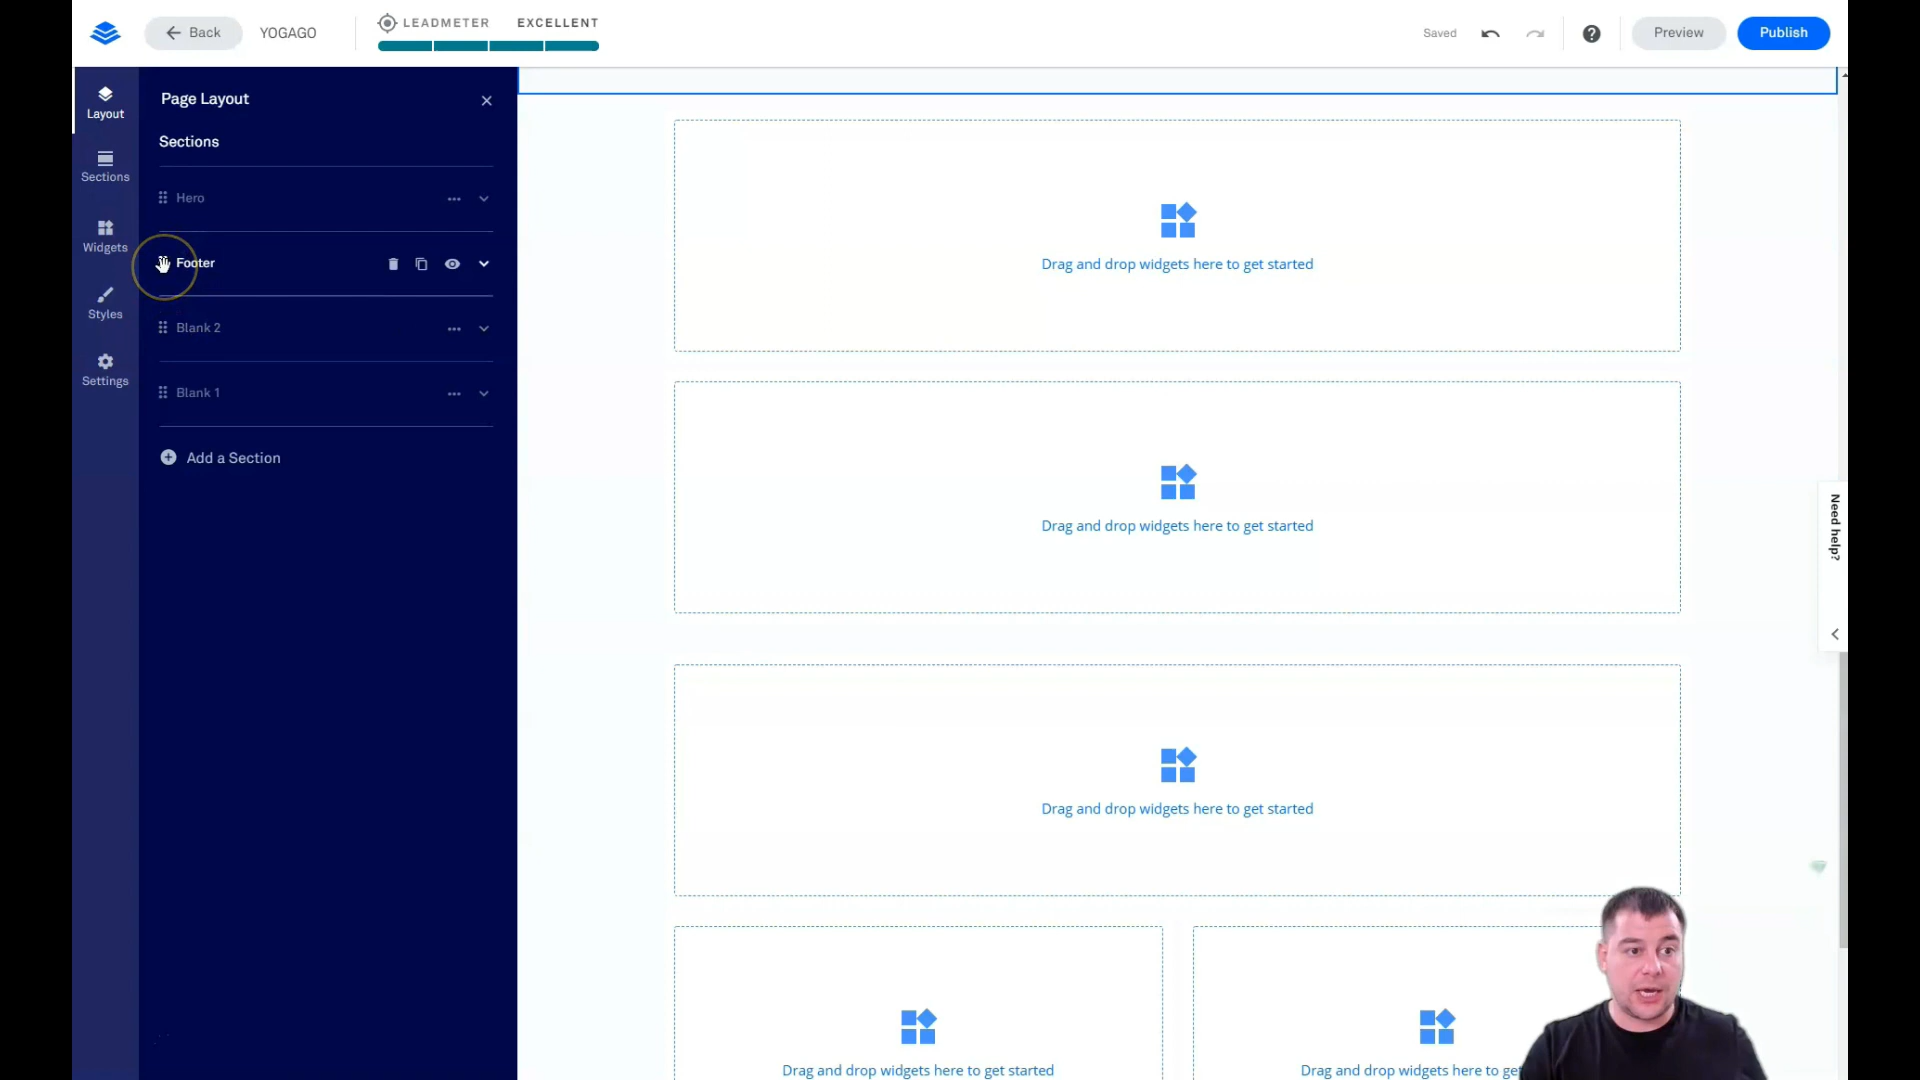 Back
YOGAGO
LEADMETER EXCELLENT
Saved
Preview
Publish
Layout
Sections
Widgets
Styles
Settings
Page Layout
Sections
Hero
Footer
Blank 2
Blank 1
Add a Section
Drag and drop widgets here to get started
Drag and drop widgets here to get started
Drag and drop widgets here to get started
Drag and drop widgets here to get started
Drag and drop widgets here to ge
Need help?